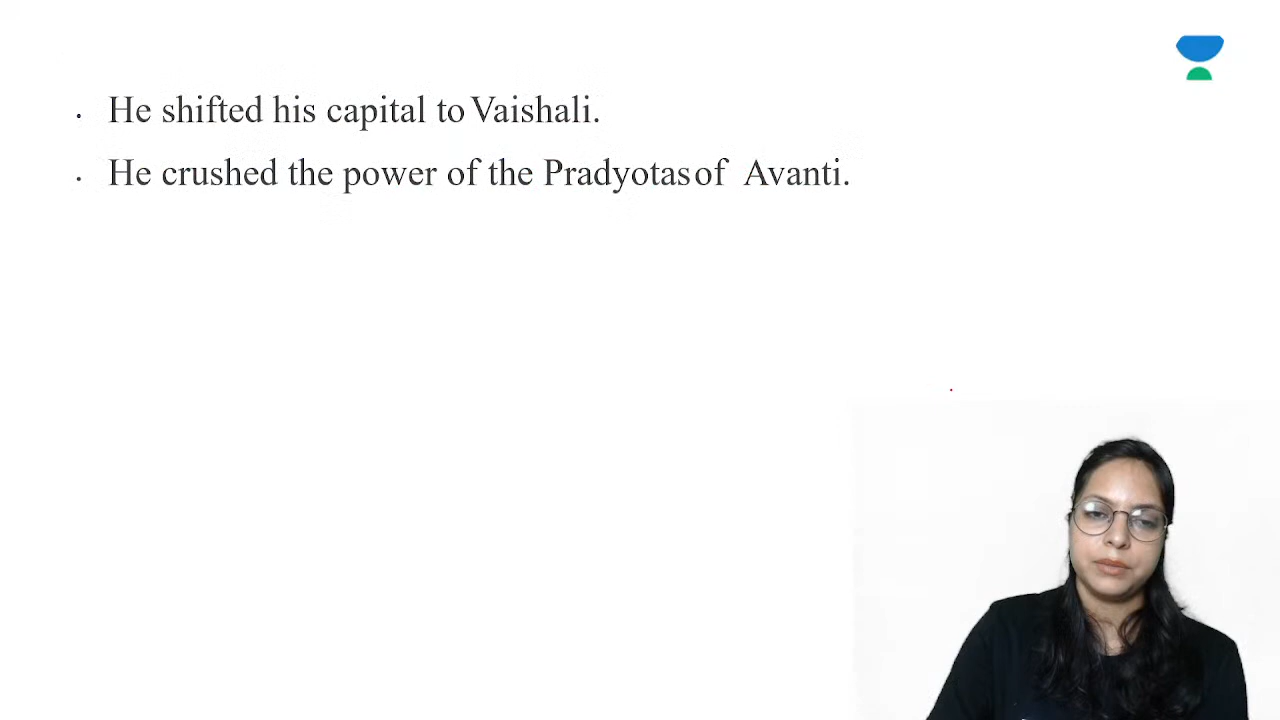 · He shifted his capital to Vaishali.
· He crushed the power of the Pradyotas of Avanti.